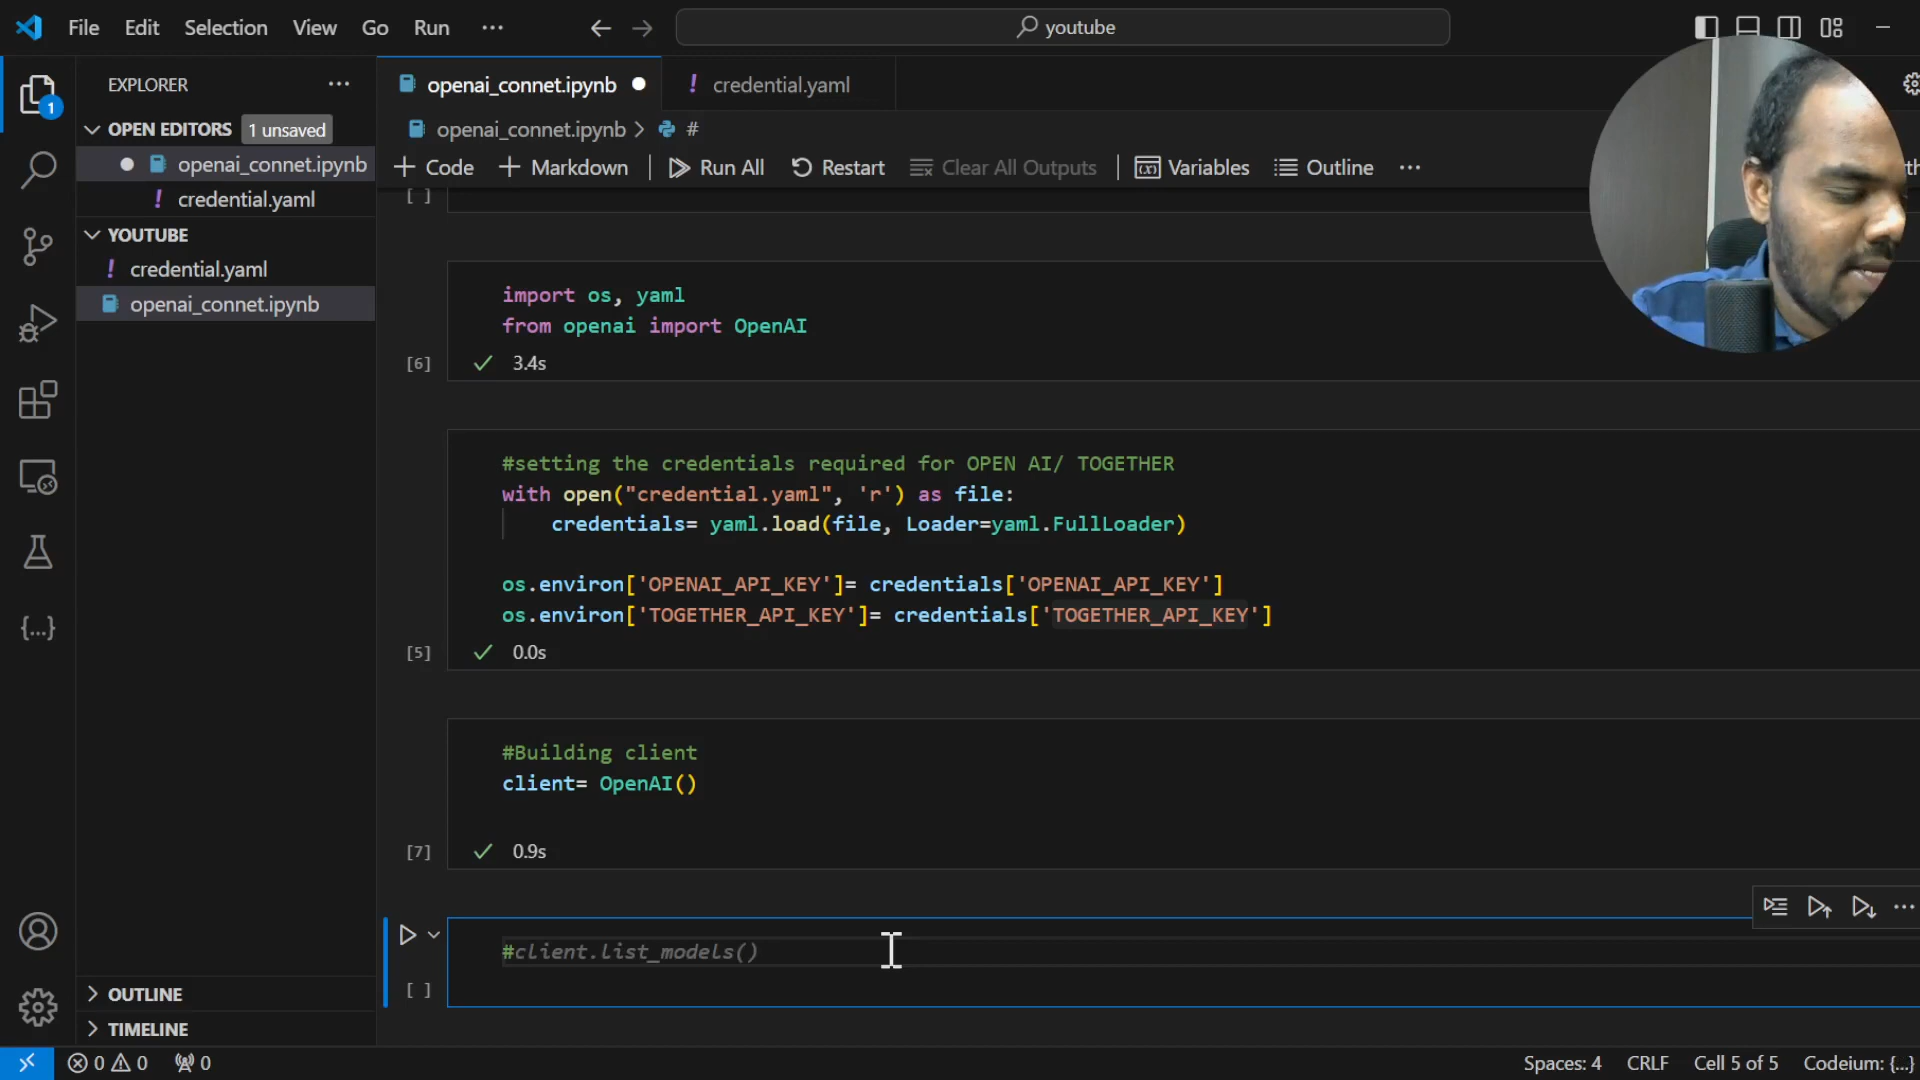 File Edit Selection View Go Run ···
youtube
EXPLORER ···
OPEN EDITORS 1 unsaved
openai_connet.ipynb
! credential.yaml
YOUTUBE
! credential.yaml
openai_connet.ipynb
OUTLINE
TIMELINE
1
openai_connet.ipynb
! credential.yaml
openai_connet.ipynb > #
+ Code + Markdown | Run All Restart Clear All Outputs | Variables Outline ···
[ ]
import os, yaml
from openai import OpenAI
[6] 3.4s
#setting the credentials required for OPEN AI/ TOGETHER
with open("credential.yaml", 'r') as file:
credentials= yaml.load(file, Loader=yaml.FullLoader)
os.environ['OPENAI_API_KEY']= credentials['OPENAI_API_KEY']
os.environ['TOGETHER_API_KEY']= credentials['TOGETHER_API_KEY']
[5] 0.0s
#Building client
client= OpenAI()
[7] 0.9s
#client.list_models()
[ ]
0 0 0
Spaces: 4 CRLF Cell 5 of 5 Codeium: {...}